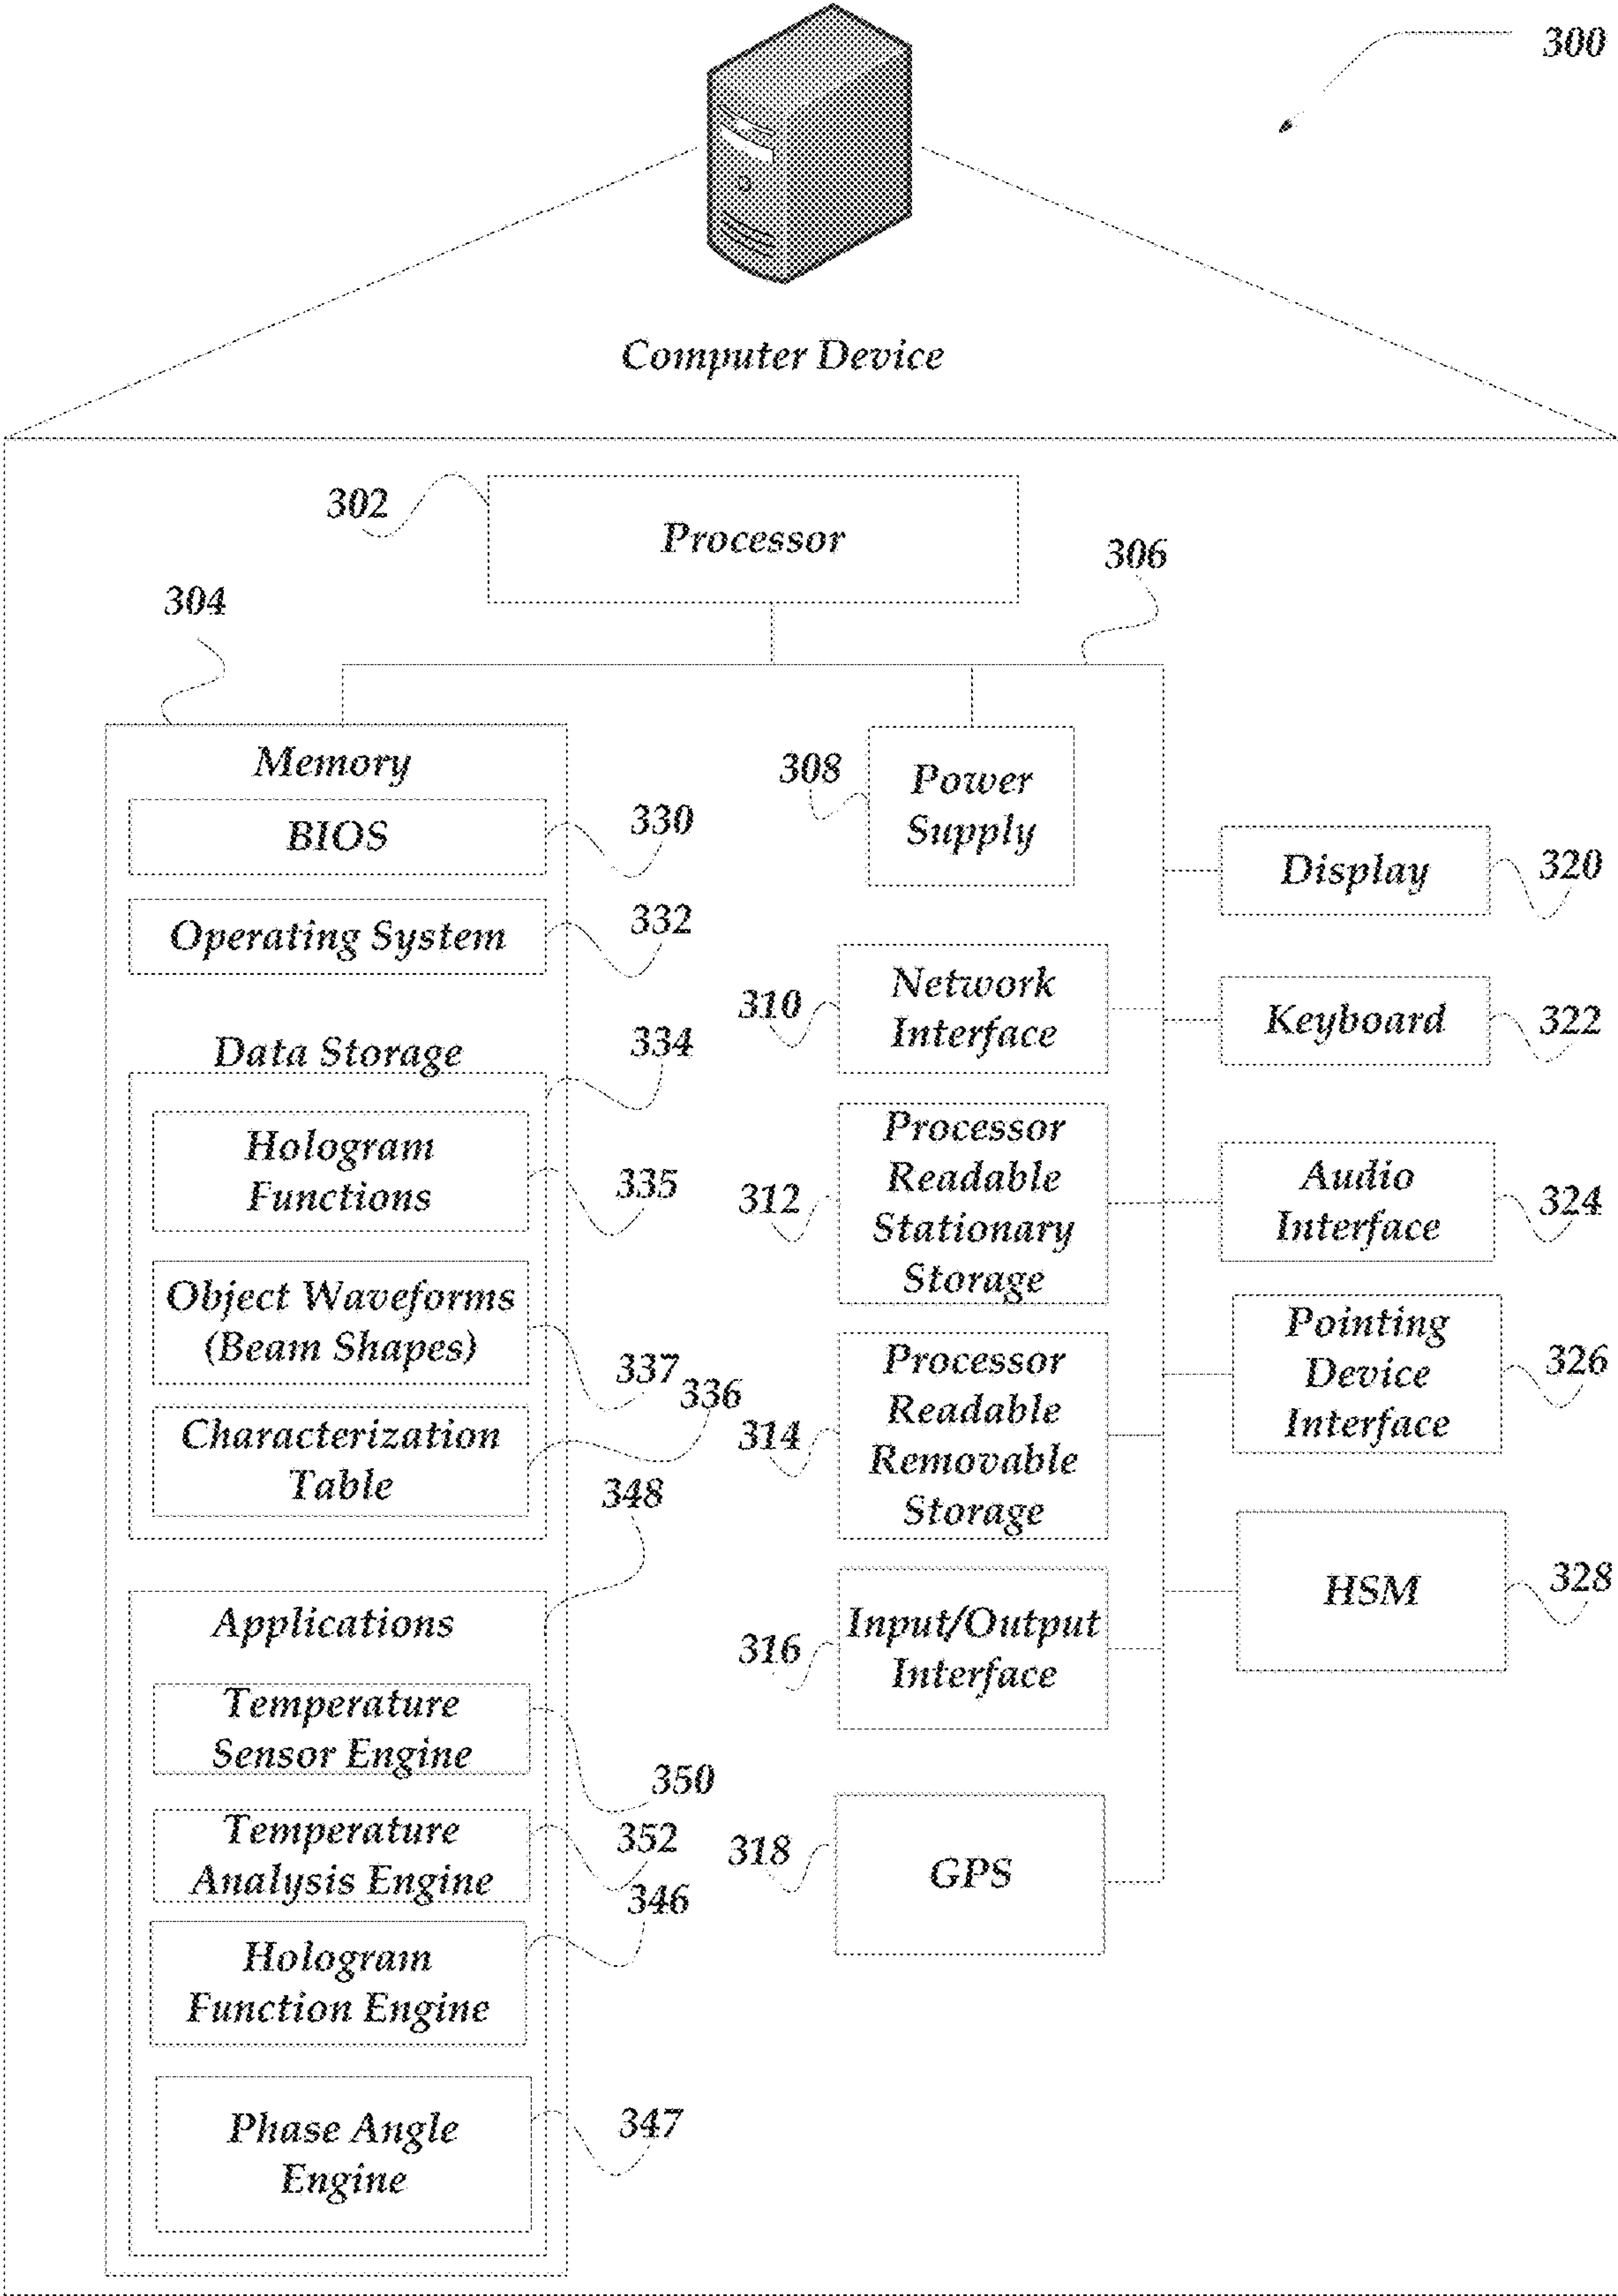 300
Computer Device
302
Processor
306
304
Memory
BIOS
330
Operating System
332
Data Storage
334
Hologram
Functions
335
Object Waveforms
(Beam Shapes)
337
336
Characterization
Table
348
Applications
Temperature
Sensor Engine
350
Temperature
Analysis Engine
352
346
Hologram
Function Engine
Phase Angle
Engine
347
308
Power
Supply
310
Network
Interface
312
Processor
Readable
Stationary
Storage
314
Processor
Readable
Removable
Storage
316
Input/Output
Interface
318
GPS
Display
320
Keyboard
322
Audio
Interface
324
Pointing
Device
Interface
326
HSM
328